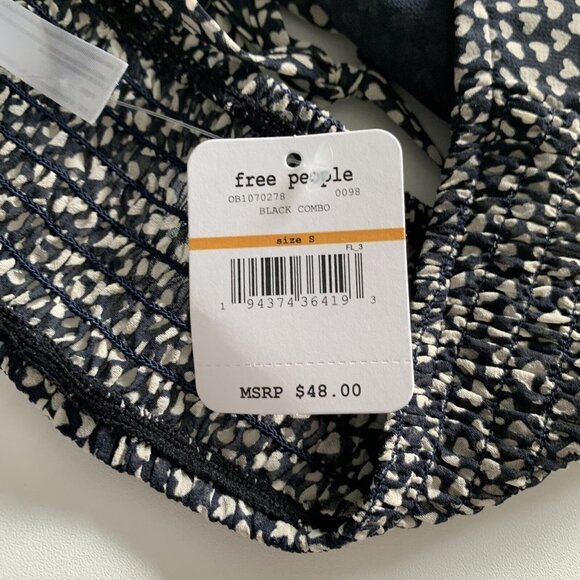 free people
OB1070278 0098
BLACK COMBO
size S
FL_3
1 94374 36419 3
MSRP $48.00